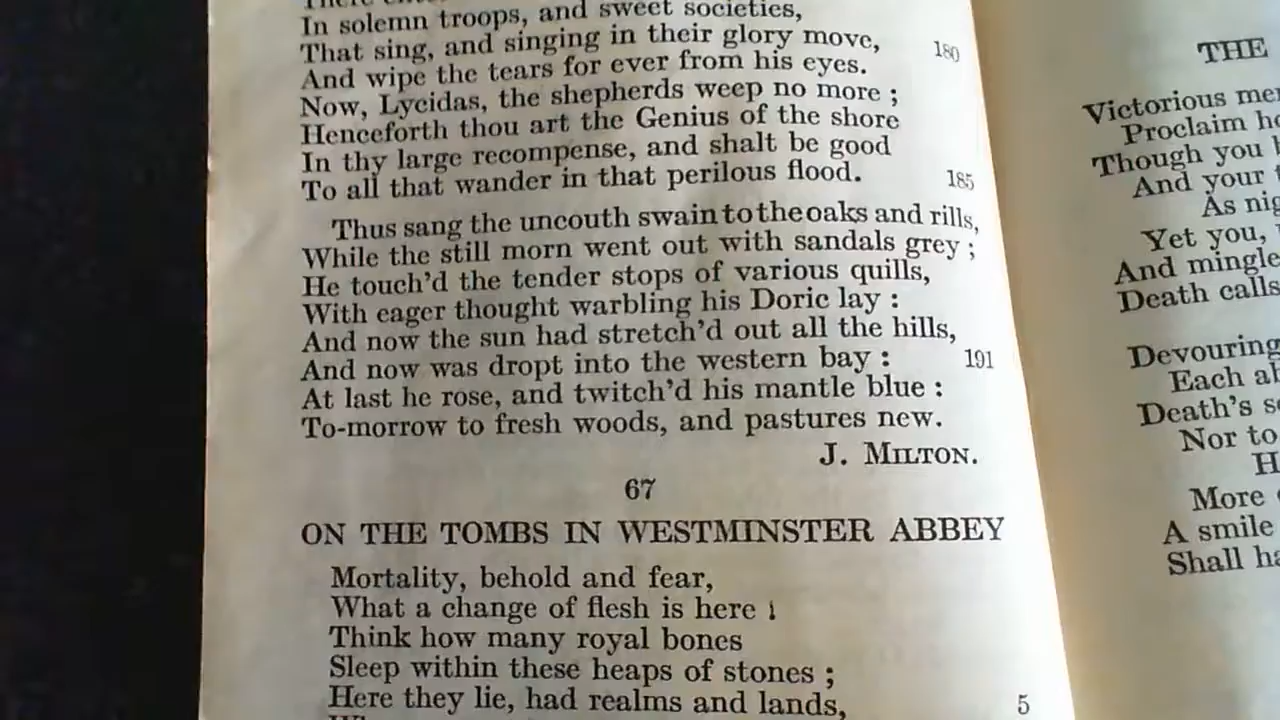 In solemn troops, and sweet societies,
That sing, and singing in their glory move,
180
And wipe the tears for ever from his eyes.
Now, Lycidas, the shepherds weep no more ;
Henceforth thou art the Genius of the shore
In thy large recompense, and shalt be good
To all that wander in that perilous flood.
185
Thus sang the uncouth swain to the oaks and rills,
While the still morn went out with sandals grey ;
He touch'd the tender stops of various quills,
With eager thought warbling his Doric lay :
And now the sun had stretch'd out all the hills,
And now was dropt into the western bay :
191
At last he rose, and twitch'd his mantle blue :
To-morrow to fresh woods, and pastures new.
J. MILTON.
67
ON THE TOMBS IN WESTMINSTER ABBEY
Mortality, behold and fear,
What a change of flesh is here !
Think how many royal bones
Sleep within these heaps of stones ;
Here they lie, had realms and lands,
5
THE
Victorious
Proclaim
Though you
And your
As
Yet you,
And mingle
Death calls
Devouring
Each
Death's
Nor to
More
A smile
Shall